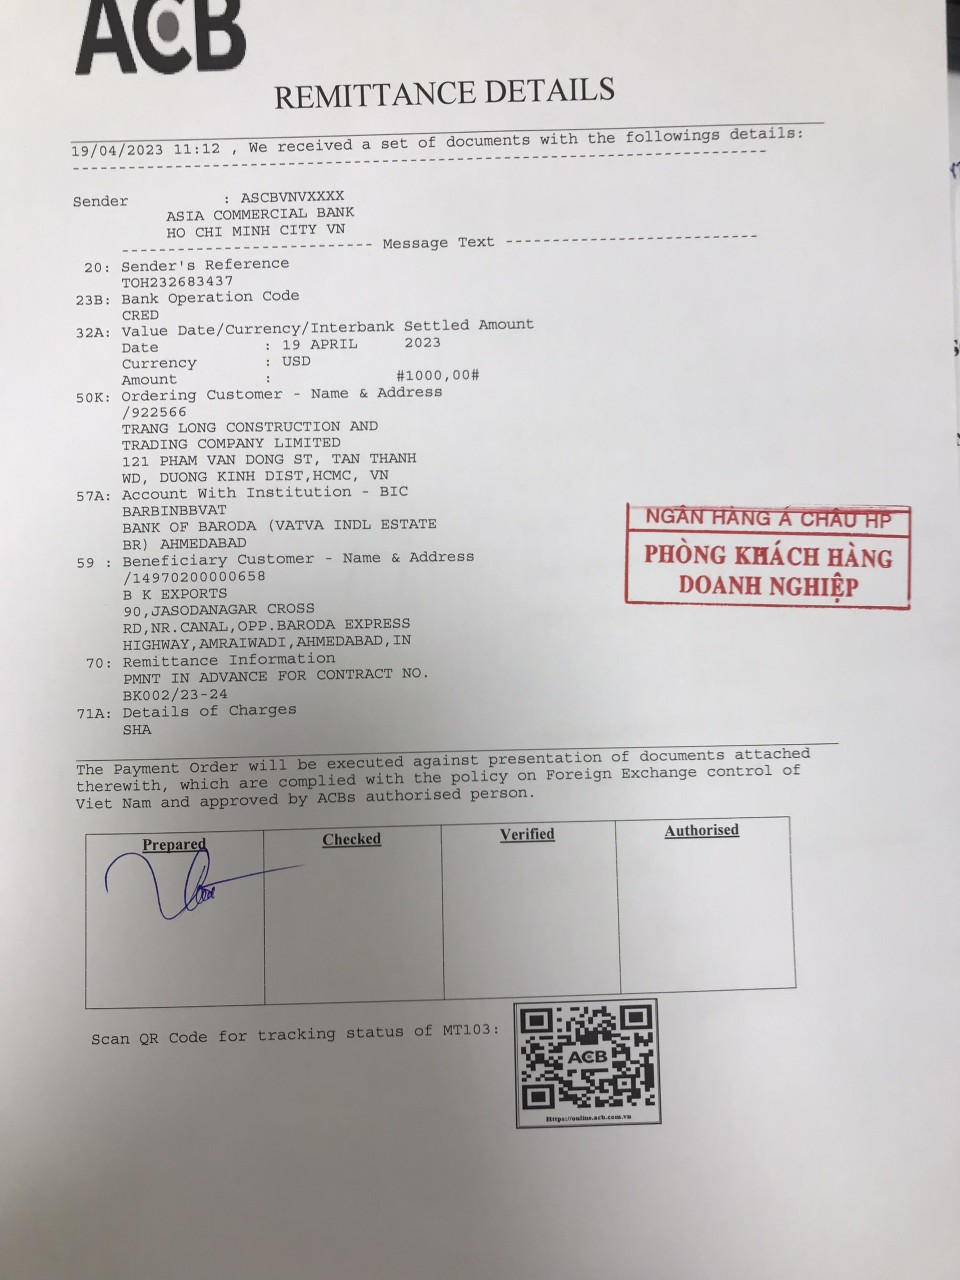 ACB
REMITTANCE DETAILS
19/04/2023 11:12 , We received a set of documents with the followings details:
Sender : ASCBVNVXXXX
ASIA COMMERCIAL BANK
HO CHI MINH CITY VN
-------------------------- Message Text --------------------------
20: Sender's Reference
TOH232683437
23B: Bank Operation Code
CRED
32A: Value Date/Currency/Interbank Settled Amount
Date : 19 APRIL 2023
Currency : USD
Amount : #1000,00#
50K: Ordering Customer - Name & Address
/922566
TRANG LONG CONSTRUCTION AND
TRADING COMPANY LIMITED
121 PHAM VAN DONG ST, TAN THANH
WD, DUONG KINH DIST,HCMC, VN
57A: Account With Institution - BIC
BARBINBBVAT
BANK OF BARODA (VATVA INDL ESTATE
BR) AHMEDABAD
59 : Beneficiary Customer - Name & Address
/14970200000658
B K EXPORTS
90,JASODANAGAR CROSS
RD,NR.CANAL,OPP.BARODA EXPRESS
HIGHWAY,AMRAIWADI,AHMEDABAD,IN
70: Remittance Information
PMNT IN ADVANCE FOR CONTRACT NO.
BK002/23-24
71A: Details of Charges
SHA
NGÂN HÀNG Á CHÂU HP
PHÒNG KHÁCH HÀNG
DOANH NGHIỆP
The Payment Order will be executed against presentation of documents attached
therewith, which are complied with the policy on Foreign Exchange control of
Viet Nam and approved by ACBs authorised person.
Prepared Checked Verified Authorised
Scan QR Code for tracking status of MT103:
ACB
Https://online.acb.com.vn